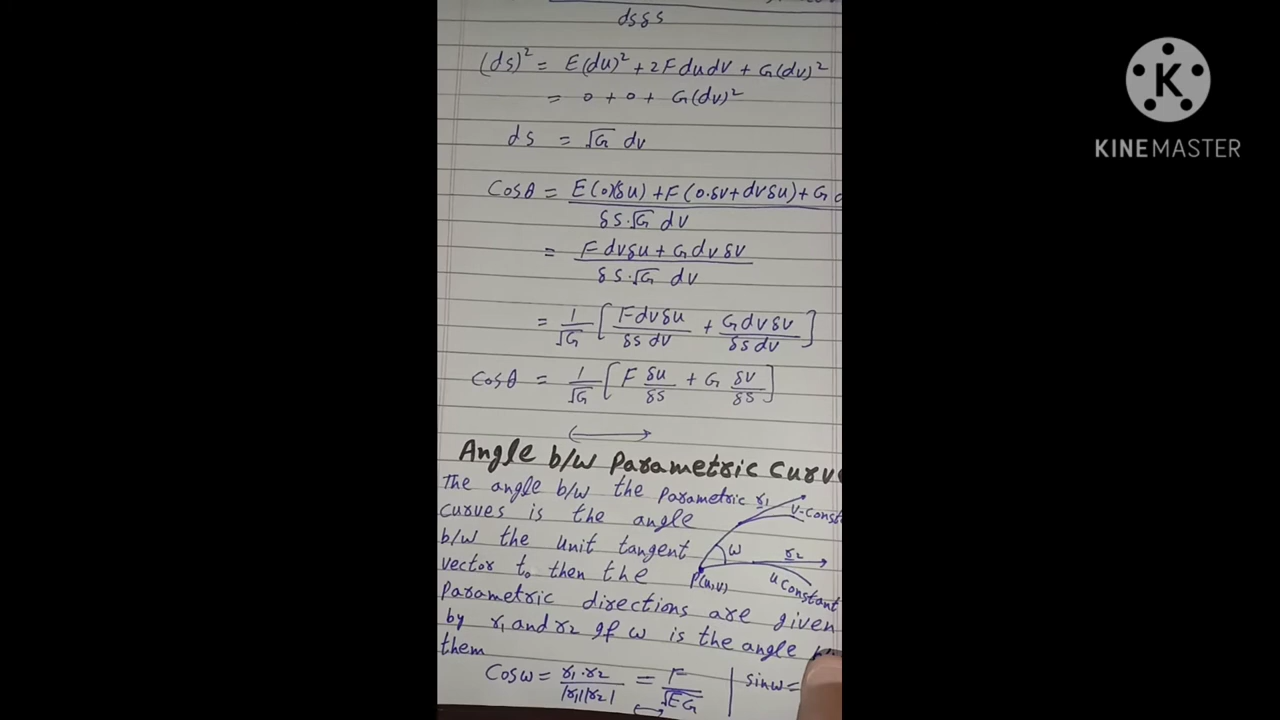 dsδs
(ds)² = E(du)² + 2F du dv + G(dv)²
= 0 + 0 + G(dv)²
ds = √G dv
Cosθ = E(0)(δu) + F(0.δv + dvδu) + G d
δs.√G dv
= F dvδu + G dv δv
δs.√G dv
= 1/√G [ Fdvδu/δs dv + G dv δv/δs dv ]
Cosθ = 1/√G [ F δu/δs + G δv/δs ]
Angle b/w Parametric Curve
The angle b/w the parametric r1
curves is the angle
V-Const
b/w the unit tangent
ω
r2
vector to then the
P(u,v)
u constant
Parametric directions are given
by r1 and r2 If ω is the angle
them
Cosω = r1.r2/|r1||r2| = F/√EG | sinω =
KINEMASTER